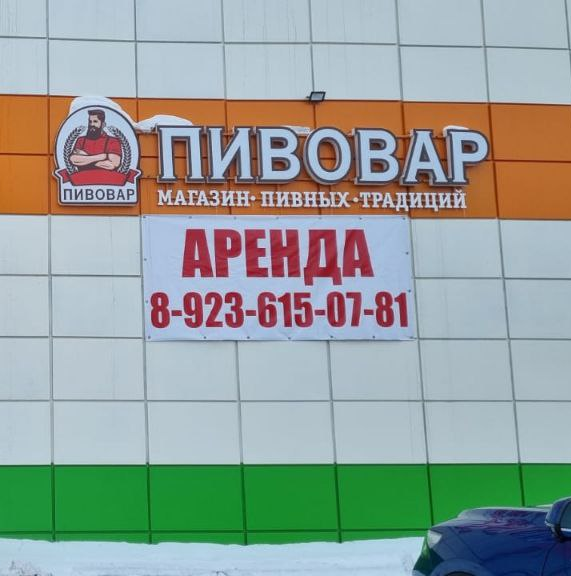 ПИВОВАР
ПИВОВАР
МАГАЗИН·ПИВНЫХ·ТРАДИЦИЙ
АРЕНДА
8-923-615-07-81